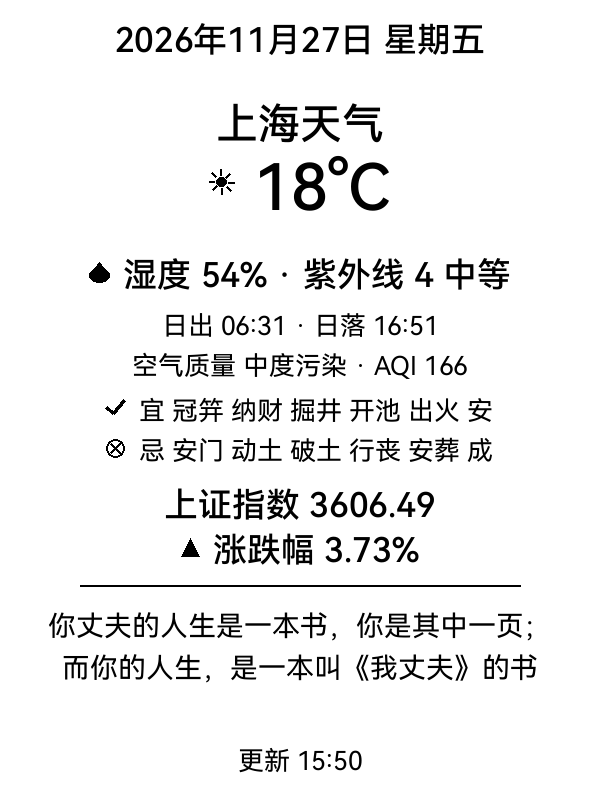 2026年11月27日 星期五
上海天气
18°C
湿度 54% · 紫外线 4 中等
日出 06:31 · 日落 16:51
空气质量 中度污染 · AQI 166
宜 冠笄 纳财 掘井 开池 出火 安
忌 安门 动土 破土 行丧 安葬 成
上证指数 3606.49
▲ 涨跌幅 3.73%
你丈夫的人生是一本书，你是其中一页；
而你的人生，是一本叫《我丈夫》的书
更新 15:50